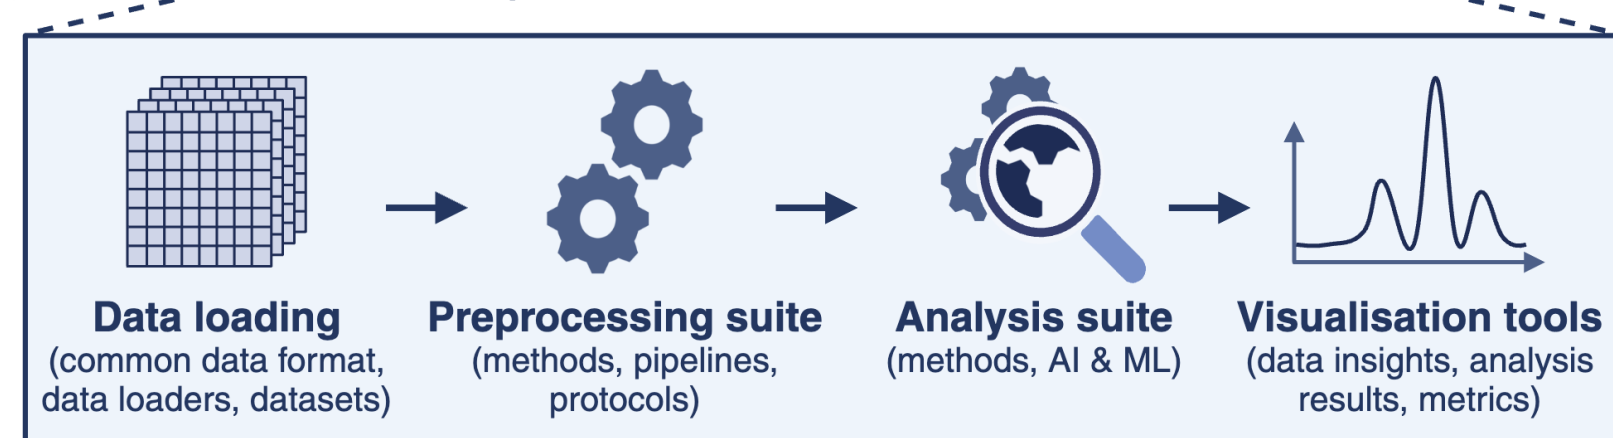 Data loading
(common data format,
data loaders, datasets)
Preprocessing suite
(methods, pipelines,
protocols)
Analysis suite
(methods, AI & ML)
Visualisation tools
(data insights, analysis
results, metrics)